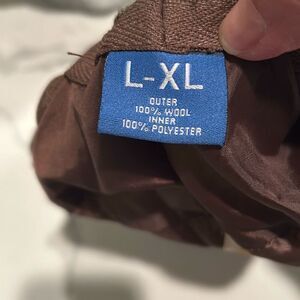 L-XL
OUTER
100% WOOL
INNER
100% POLYESTER